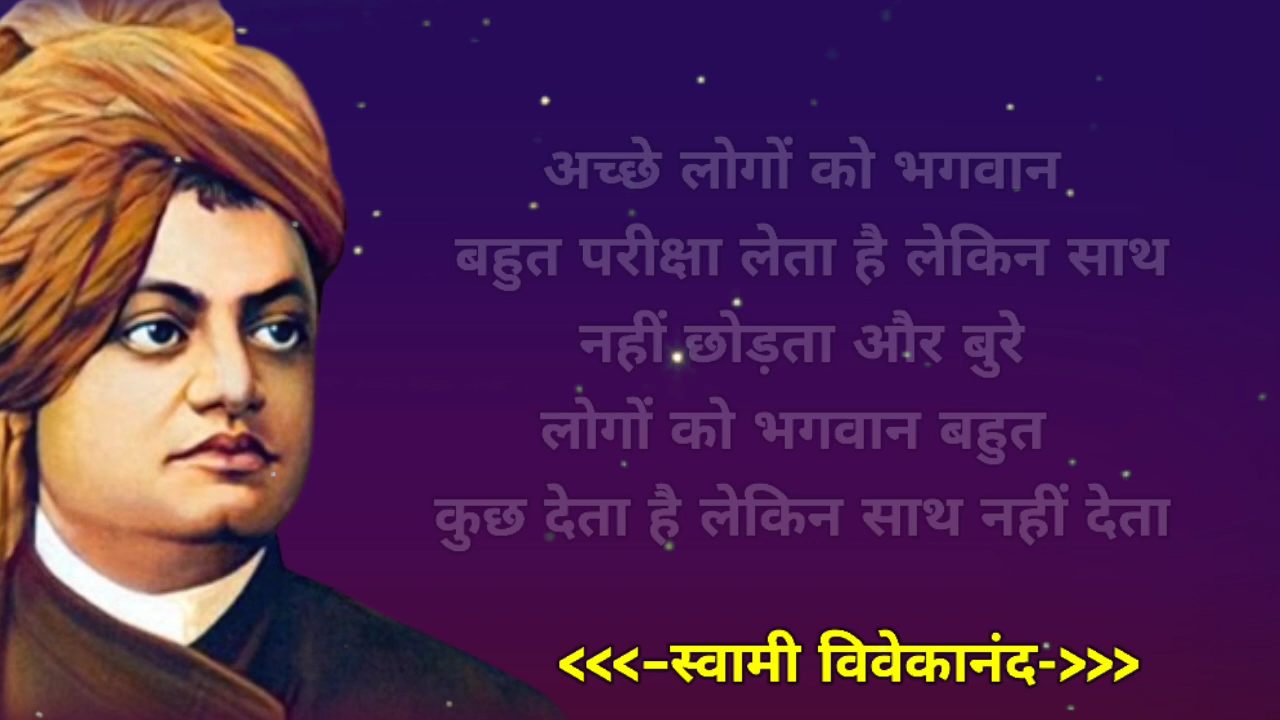 अच्छे लोगों को भगवान
बहुत परीक्षा लेता है लेकिन साथ
नहीं छोड़ता और बुरे
लोगों को भगवान बहुत
कुछ देता है लेकिन साथ नहीं देता
<<<–स्वामी विवेकानंद->>>